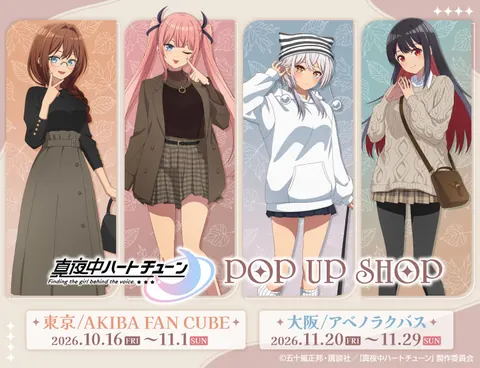 真夜中ハートチューン
Finding the girl behind the voice.
POP UP SHOP
東京/AKIBA FAN CUBE
2026.10.16 FRI 〜11.1 SUN
大阪/アベノラクバス
2026.11.20 FRI 〜11.29 SUN
©五十嵐正邦・講談社／「真夜中ハートチューン」製作委員会